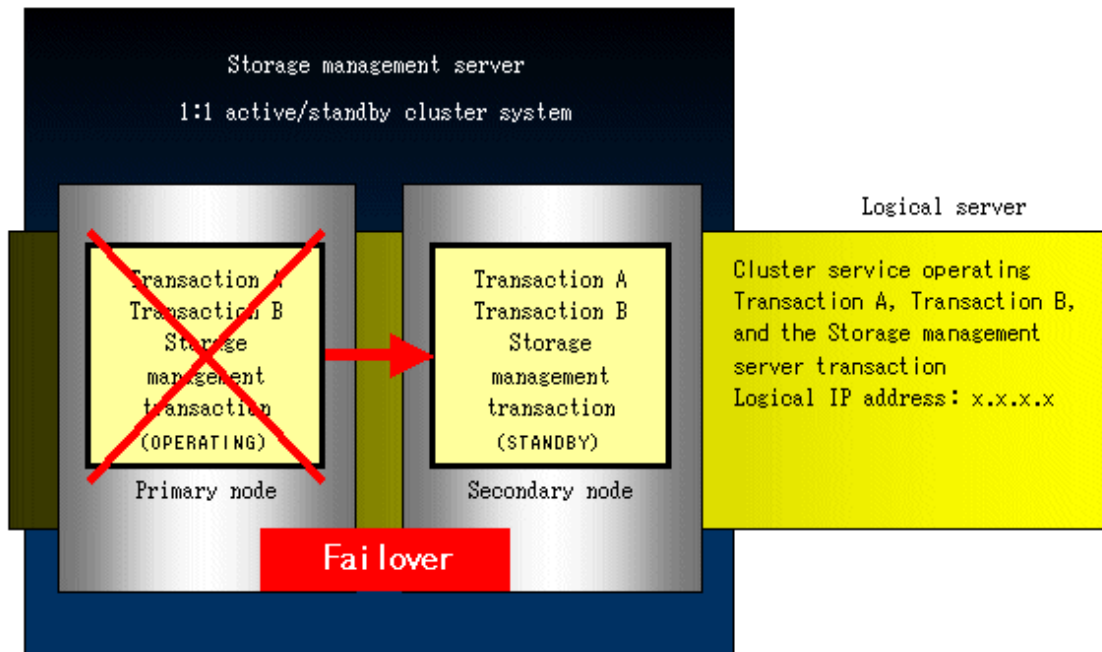 Storage management server
1:1 active/standby cluster system
Logical server
Transaction A
Transaction B
Storage
management
transaction
(OPERATING)
Primary node
Transaction A
Transaction B
Storage
management
transaction
(STANDBY)
Secondary node
Cluster service operating
Transaction A, Transaction B,
and the Storage management
server transaction
Logical IP address: x.x.x.x
Failover